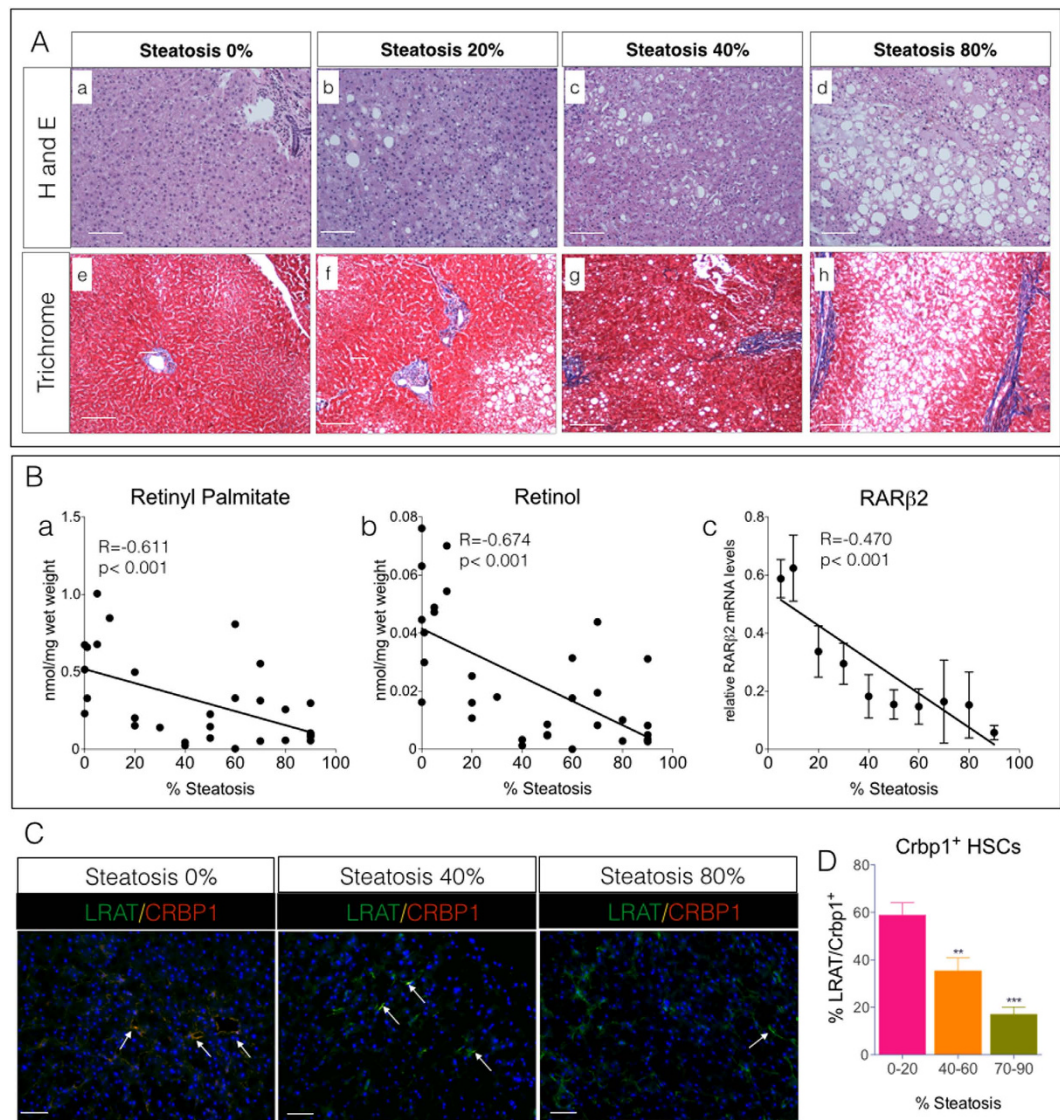 A
Steatosis 0%
Steatosis 20%
Steatosis 40%
Steatosis 80%
H and E
a
b
c
d
Trichrome
e
f
g
h
B
Retinyl Palmitate
a
R=-0.611
p< 0.001
nmol/mg wet weight
1.5
1.0
0.5
0
0 20 40 60 80 100
% Steatosis
Retinol
b
R=-0.674
p< 0.001
nmol/mg wet weight
0.08
0.06
0.04
0.02
0
0 20 40 60 80 100
% Steatosis
RARβ2
c
R=-0.470
p< 0.001
relative RARβ2 mRNA levels
0.8
0.6
0.4
0.2
0
0 20 40 60 80 100
% Steatosis
C
Steatosis 0%
Steatosis 40%
Steatosis 80%
LRAT/CRBP1
LRAT/CRBP1
LRAT/CRBP1
D
Crbp1+ HSCs
% LRAT/Crbp1+
80
60
40
20
0
**
***
0-20 40-60 70-90
% Steatosis